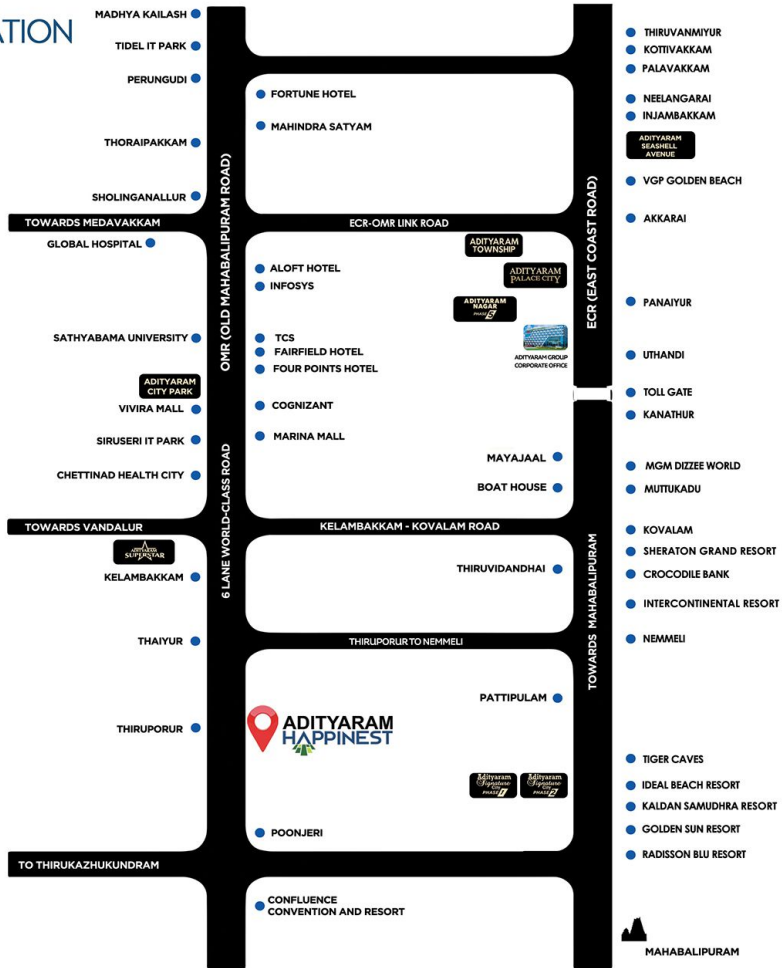 ATION
MADHYA KAILASH
TIDEL IT PARK
PERUNGUDI
THORAIPAKKAM
SHOLINGANALLUR
TOWARDS MEDAVAKKAM
GLOBAL HOSPITAL
SATHYABAMA UNIVERSITY
ADITYARAM
CITY PARK
VIVIRA MALL
SIRUSERI IT PARK
CHETTINAD HEALTH CITY
TOWARDS VANDALUR
ADITYARAM
SUPERSTAR
KELAMBAKKAM
THAIYUR
THIRUPORUR
TO THIRUKAZHUKUNDRAM
OMR (OLD MAHABALIPURAM ROAD)
6 LANE WORLD-CLASS ROAD
FORTUNE HOTEL
MAHINDRA SATYAM
ECR-OMR LINK ROAD
ADITYARAM
TOWNSHIP
ADITYARAM
PALACE CITY
ADITYARAM
NAGAR
PHASE 5
ADITYARAM GROUP
CORPORATE OFFICE
ALOFT HOTEL
INFOSYS
TCS
FAIRFIELD HOTEL
FOUR POINTS HOTEL
COGNIZANT
MARINA MALL
MAYAJAAL
BOAT HOUSE
KELAMBAKKAM - KOVALAM ROAD
THIRUVIDANDHAI
THIRUPORUR TO NEMMELI
PATTIPULAM
ADITYARAM
HAPPINEST
Adityaram
Signature
City
PHASE 1
Adityaram
Signature
City
PHASE 2
POONJERI
CONFLUENCE
CONVENTION AND RESORT
ECR (EAST COAST ROAD)
TOWARDS MAHABALIPURAM
THIRUVANMIYUR
KOTTIVAKKAM
PALAVAKKAM
NEELANGARAI
INJAMBAKKAM
ADITYARAM
SEASHELL
AVENUE
VGP GOLDEN BEACH
AKKARAI
PANAIYUR
UTHANDI
TOLL GATE
KANATHUR
MGM DIZZEE WORLD
MUTTUKADU
KOVALAM
SHERATON GRAND RESORT
CROCODILE BANK
INTERCONTINENTAL RESORT
NEMMELI
TIGER CAVES
IDEAL BEACH RESORT
KALDAN SAMUDHRA RESORT
GOLDEN SUN RESORT
RADISSON BLU RESORT
MAHABALIPURAM